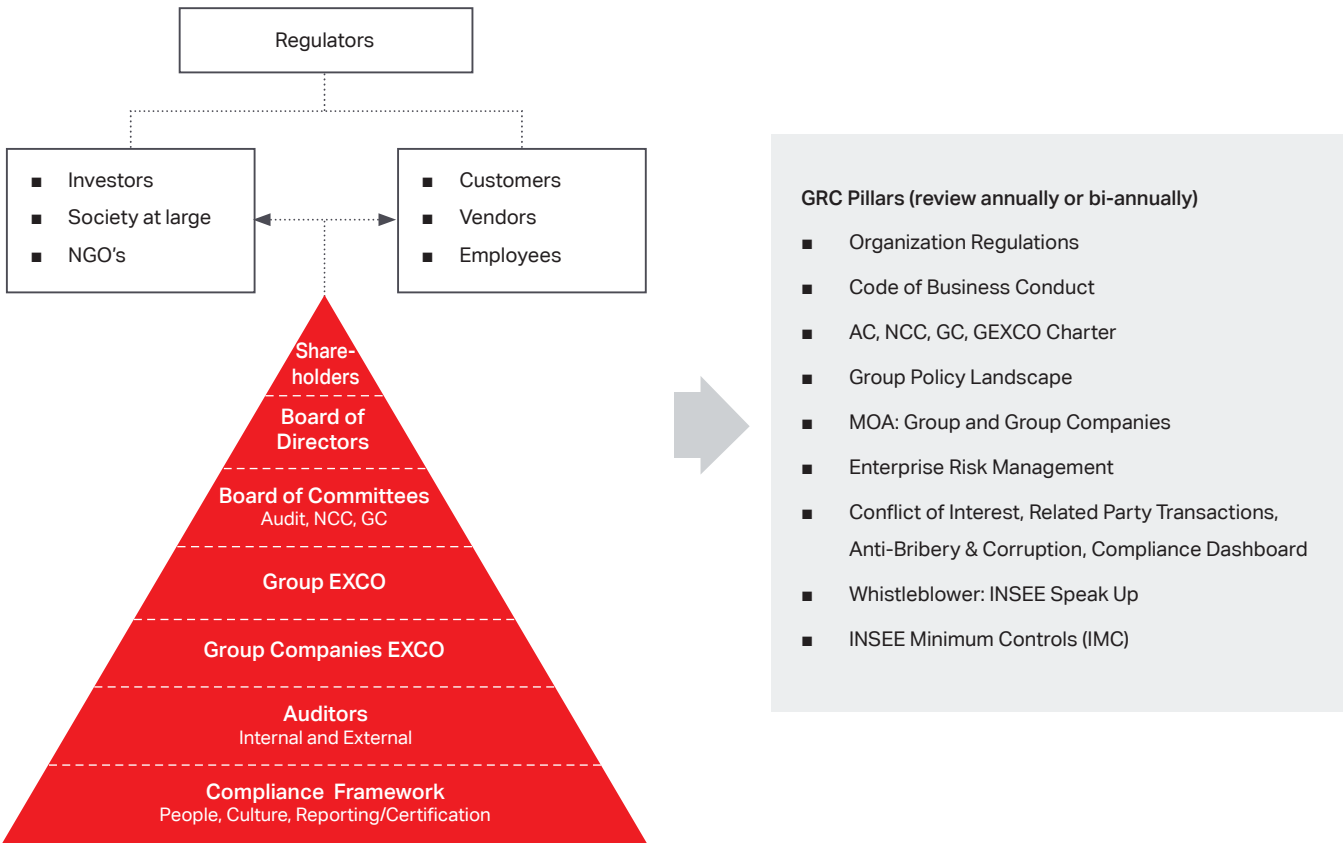 Regulators
■ Investors
■ Society at large
■ NGO's
■ Customers
■ Vendors
■ Employees
Share-
holders
Board of
Directors
Board of Committees
Audit, NCC, GC
Group EXCO
Group Companies EXCO
Auditors
Internal and External
Compliance Framework
People, Culture, Reporting/Certification
GRC Pillars (review annually or bi-annually)
■ Organization Regulations
■ Code of Business Conduct
■ AC, NCC, GC, GEXCO Charter
■ Group Policy Landscape
■ MOA: Group and Group Companies
■ Enterprise Risk Management
■ Conflict of Interest, Related Party Transactions,
Anti-Bribery & Corruption, Compliance Dashboard
■ Whistleblower: INSEE Speak Up
■ INSEE Minimum Controls (IMC)